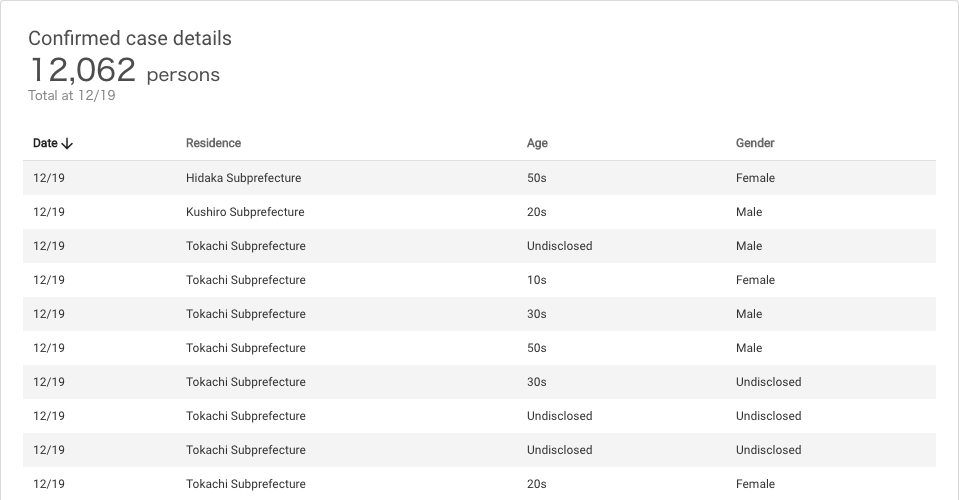 Confirmed case details
12,062 persons
Total at 12/19
Date ↓ Residence Age Gender
12/19 Hidaka Subprefecture 50s Female
12/19 Kushiro Subprefecture 20s Male
12/19 Tokachi Subprefecture Undisclosed Male
12/19 Tokachi Subprefecture 10s Female
12/19 Tokachi Subprefecture 30s Male
12/19 Tokachi Subprefecture 50s Male
12/19 Tokachi Subprefecture 30s Undisclosed
12/19 Tokachi Subprefecture Undisclosed Undisclosed
12/19 Tokachi Subprefecture Undisclosed Undisclosed
12/19 Tokachi Subprefecture 20s Female